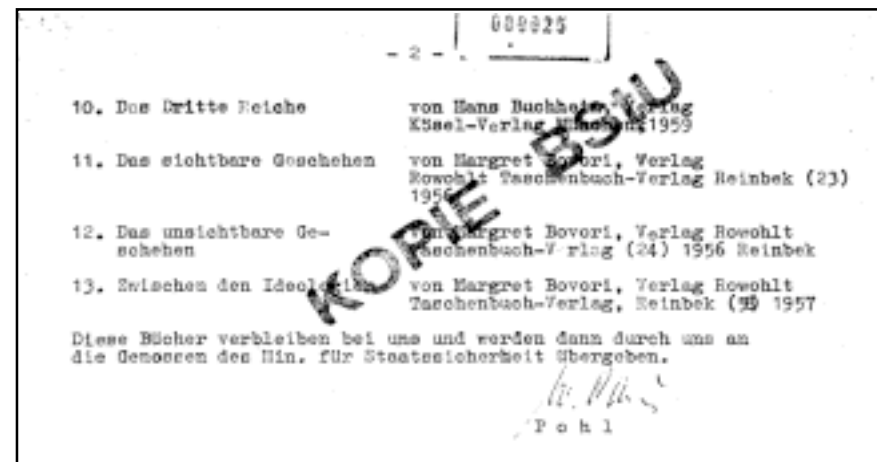 000025
- 2 -
10. Das Dritte Reiche von Hans Buchheim, Verlag
Kösel-Verlag München 1959
11. Das sichtbare Geschehen von Margret Bovori, Verlag
Rowohlt Taschenbuch-Verlag Reinbek (23)
1956
12. Das unsichtbare Ge- von Margret Bovori, Verlag Rowohlt
schehen Taschenbuch-Verlag (24) 1956 Reinbek
13. Zwischen den Ideologien von Margret Bovori, Verlag Rowohlt
Taschenbuch-Verlag, Reinbek ( ) 1957
KOPIE BStU
Diese Bücher verbleiben bei uns und werden dann durch uns an
die Genossen des Min. für Staatssicherheit übergeben.
Pohl